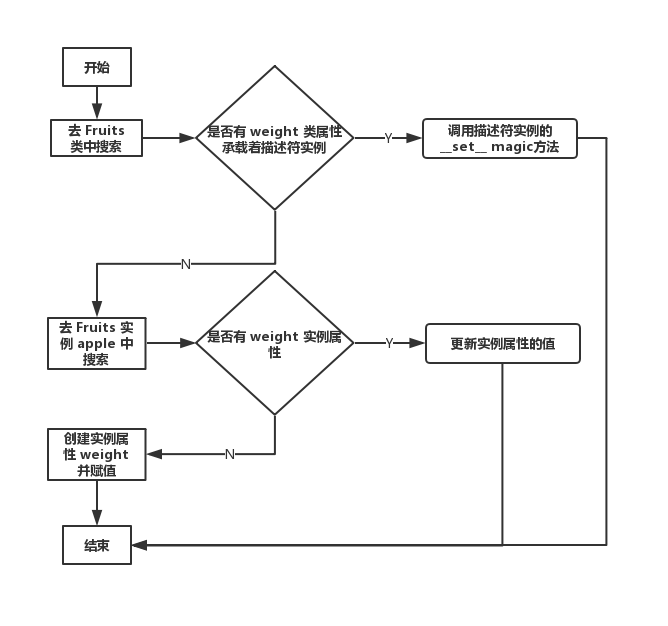 开始
去 Fruits
类中搜索
是否有 weight 类属性
承载着描述符实例
Y
调用描述符实例的
__set__ magic方法
N
去 Fruits 实
例 apple 中
搜索
是否有 weight 实例属
性
Y
更新实例属性的值
N
创建实例属
性 weight
并赋值
结束